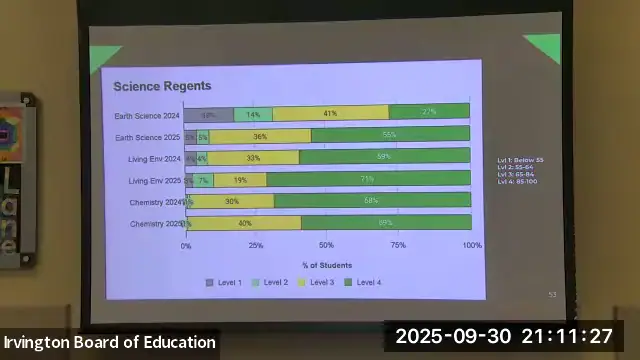 Science Regents
Earth Science 2024
14%
41%
27%
Earth Science 2025
36%
55%
Living Env 2024
4%
33%
59%
Living Env 2025
7%
19%
71%
Chemistry 2024
30%
68%
Chemistry 2025
40%
0%
25%
50%
75%
100%
% of Students
Level 1
Level 2
Level 3
Level 4
Lvl 1: Below 55
Lvl 2: 55-64
Lvl 3: 65-84
Lvl 4: 85-100
53
Lane
Irvington Board of Education
2025-09-30 21:11:27